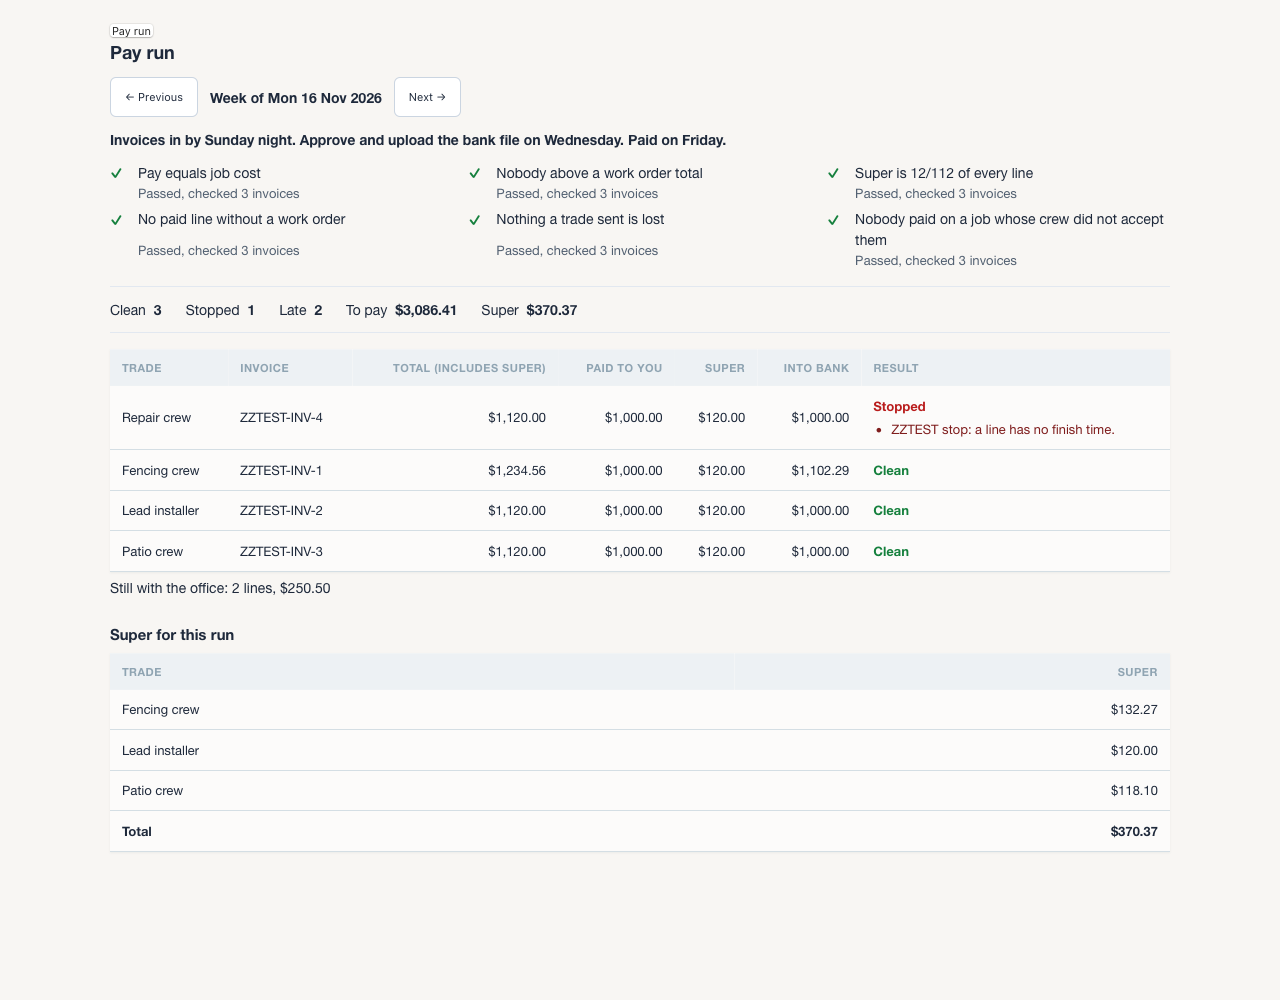 Pay run
Pay run
← Previous
Week of Mon 16 Nov 2026
Next →
Invoices in by Sunday night. Approve and upload the bank file on Wednesday. Paid on Friday.
Pay equals job cost
Passed, checked 3 invoices
Nobody above a work order total
Passed, checked 3 invoices
Super is 12/112 of every line
Passed, checked 3 invoices
No paid line without a work order
Passed, checked 3 invoices
Nothing a trade sent is lost
Passed, checked 3 invoices
Nobody paid on a job whose crew did not accept
them
Passed, checked 3 invoices
Clean 3 Stopped 1 Late 2 To pay $3,086.41 Super $370.37
TRADE INVOICE TOTAL (INCLUDES SUPER) PAID TO YOU SUPER INTO BANK RESULT
Repair crew ZZTEST-INV-4 $1,120.00 $1,000.00 $120.00 $1,000.00 Stopped
• ZZTEST stop: a line has no finish time.
Fencing crew ZZTEST-INV-1 $1,234.56 $1,000.00 $120.00 $1,102.29 Clean
Lead installer ZZTEST-INV-2 $1,120.00 $1,000.00 $120.00 $1,000.00 Clean
Patio crew ZZTEST-INV-3 $1,120.00 $1,000.00 $120.00 $1,000.00 Clean
Still with the office: 2 lines, $250.50
Super for this run
TRADE SUPER
Fencing crew $132.27
Lead installer $120.00
Patio crew $118.10
Total $370.37